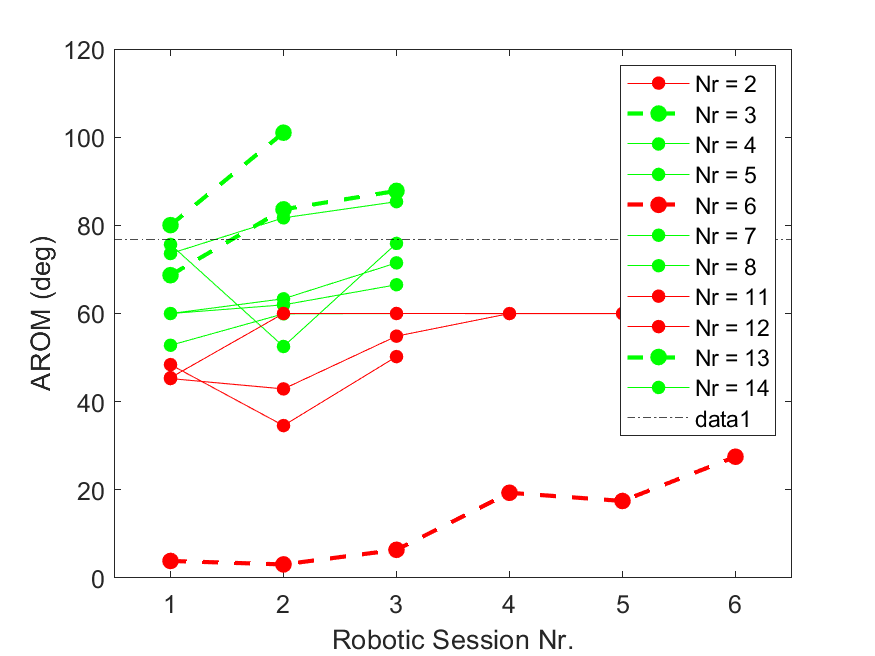 120
100
80
60
40
20
0
AROM (deg)
1 2 3 4 5 6
Robotic Session Nr.
Nr = 2
Nr = 3
Nr = 4
Nr = 5
Nr = 6
Nr = 7
Nr = 8
Nr = 11
Nr = 12
Nr = 13
Nr = 14
data1